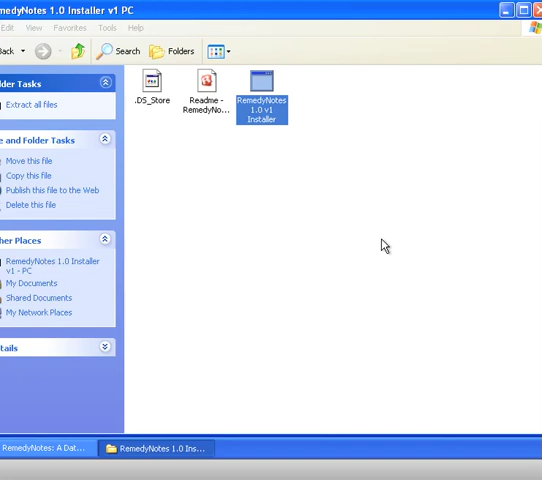 medyNotes 1.0 Installer v1 PC
Edit View Favorites Tools Help
Back Search Folders
lder Tasks
Extract all files
e and Folder Tasks
Move this file
Copy this file
Publish this file to the Web
Delete this file
her Places
RemedyNotes 1.0 Installer
v1 - PC
My Documents
Shared Documents
My Network Places
tails
.DS_Store
Readme -
RemedyNo...
RemedyNotes
1.0 v1
Installer
RemedyNotes: A Dat...
RemedyNotes 1.0 Ins...